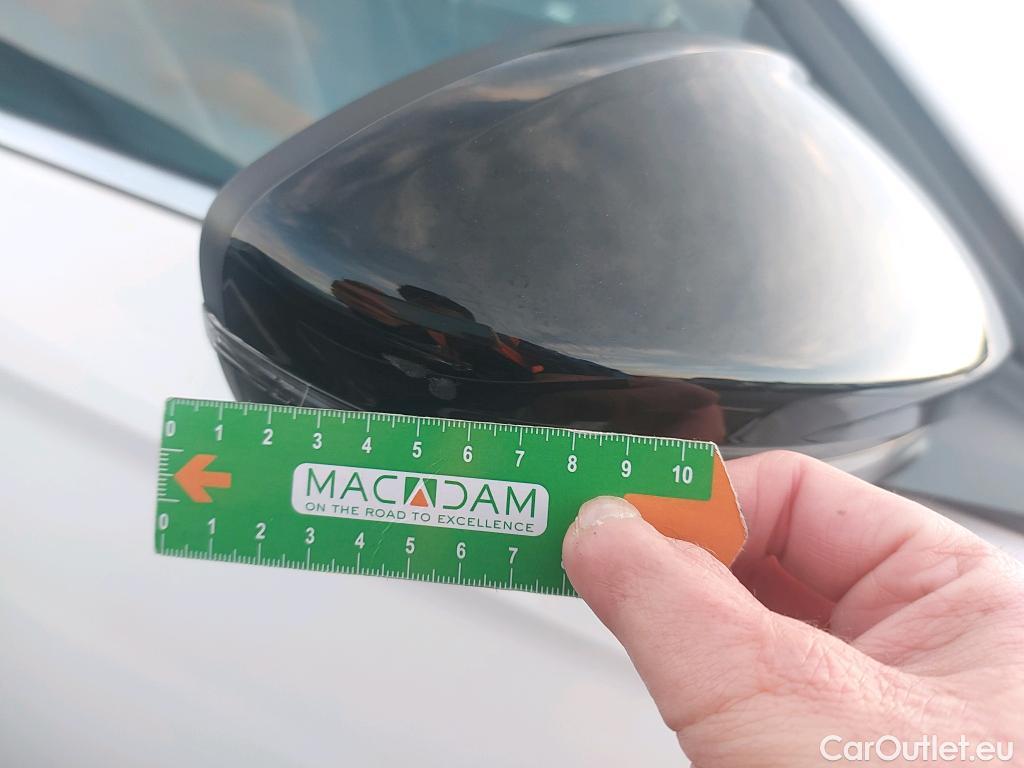 0 1 2 3 4 5 6 7 8 9 10
MACADAM
ON THE ROAD TO EXCELLENCE
0 1 2 3 4 5 6 7
CarOutlet.eu